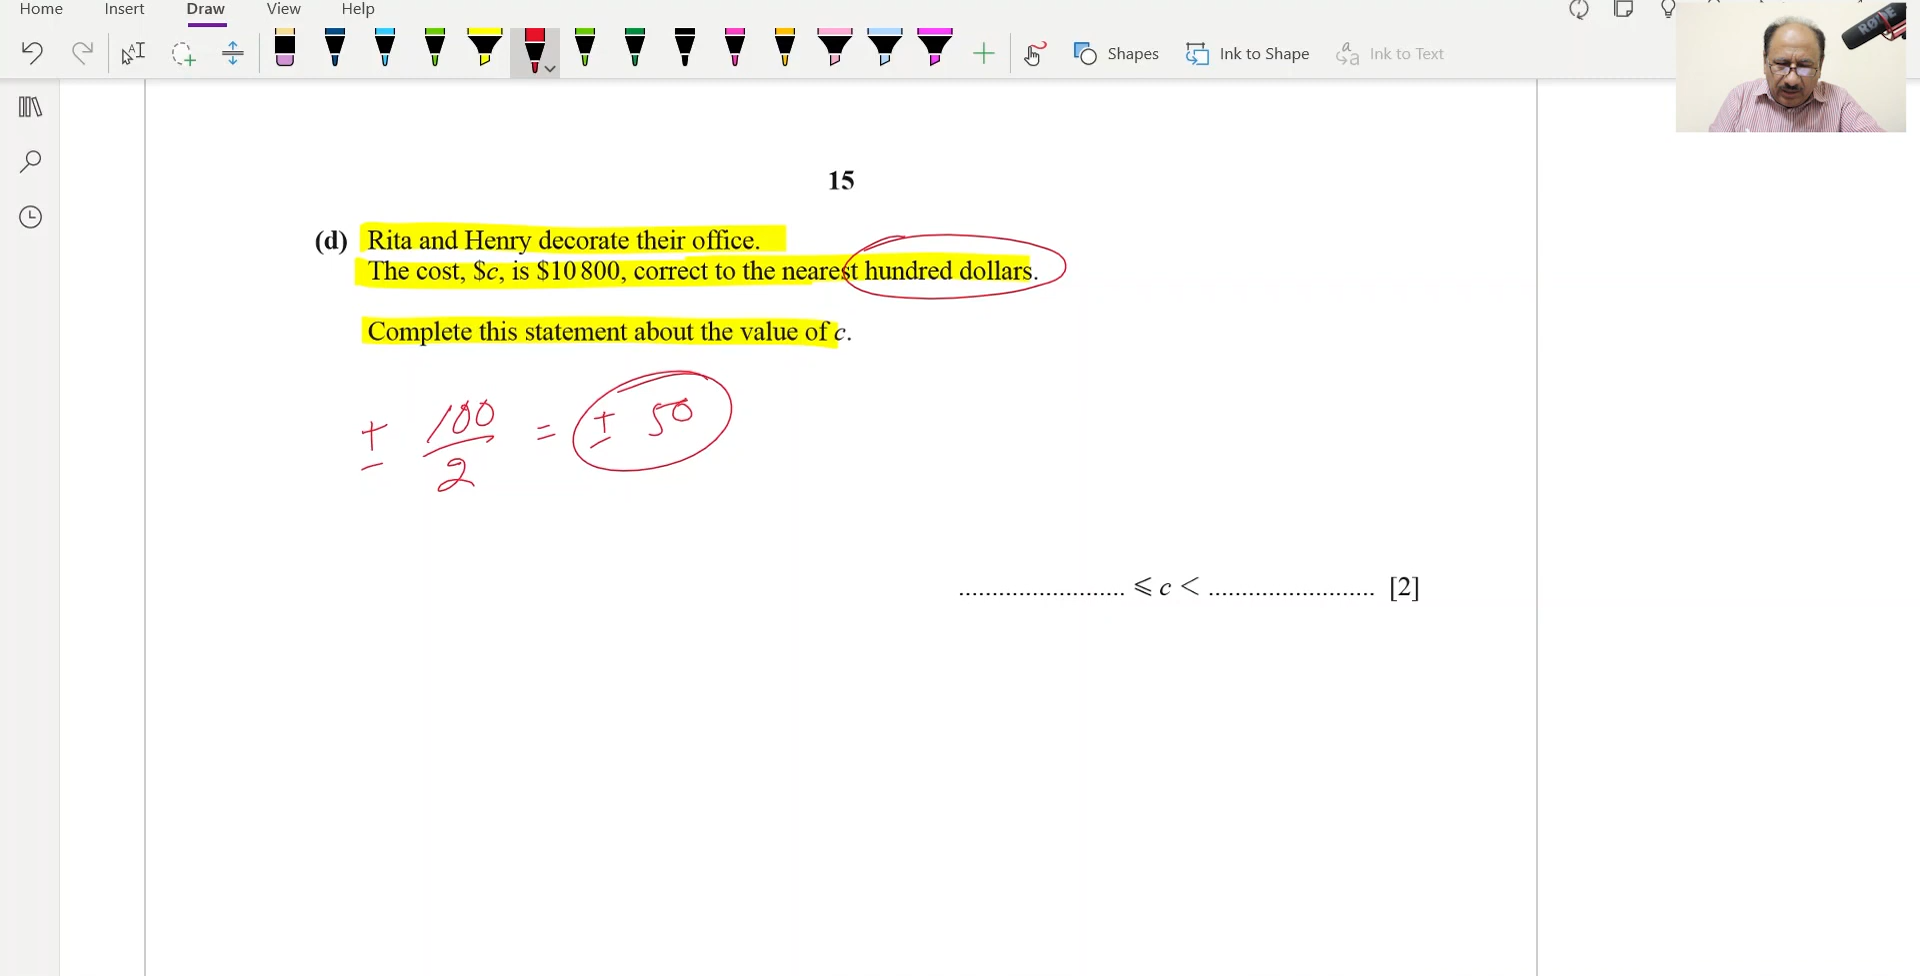 Home Insert Draw View Help
Shapes Ink to Shape Ink to Text
RØDE
15
(d) Rita and Henry decorate their office.
The cost, $c, is $10 800, correct to the nearest hundred dollars.
Complete this statement about the value of c.
± 100/2 = ± 50
........................ ⩽ c < ........................ [2]